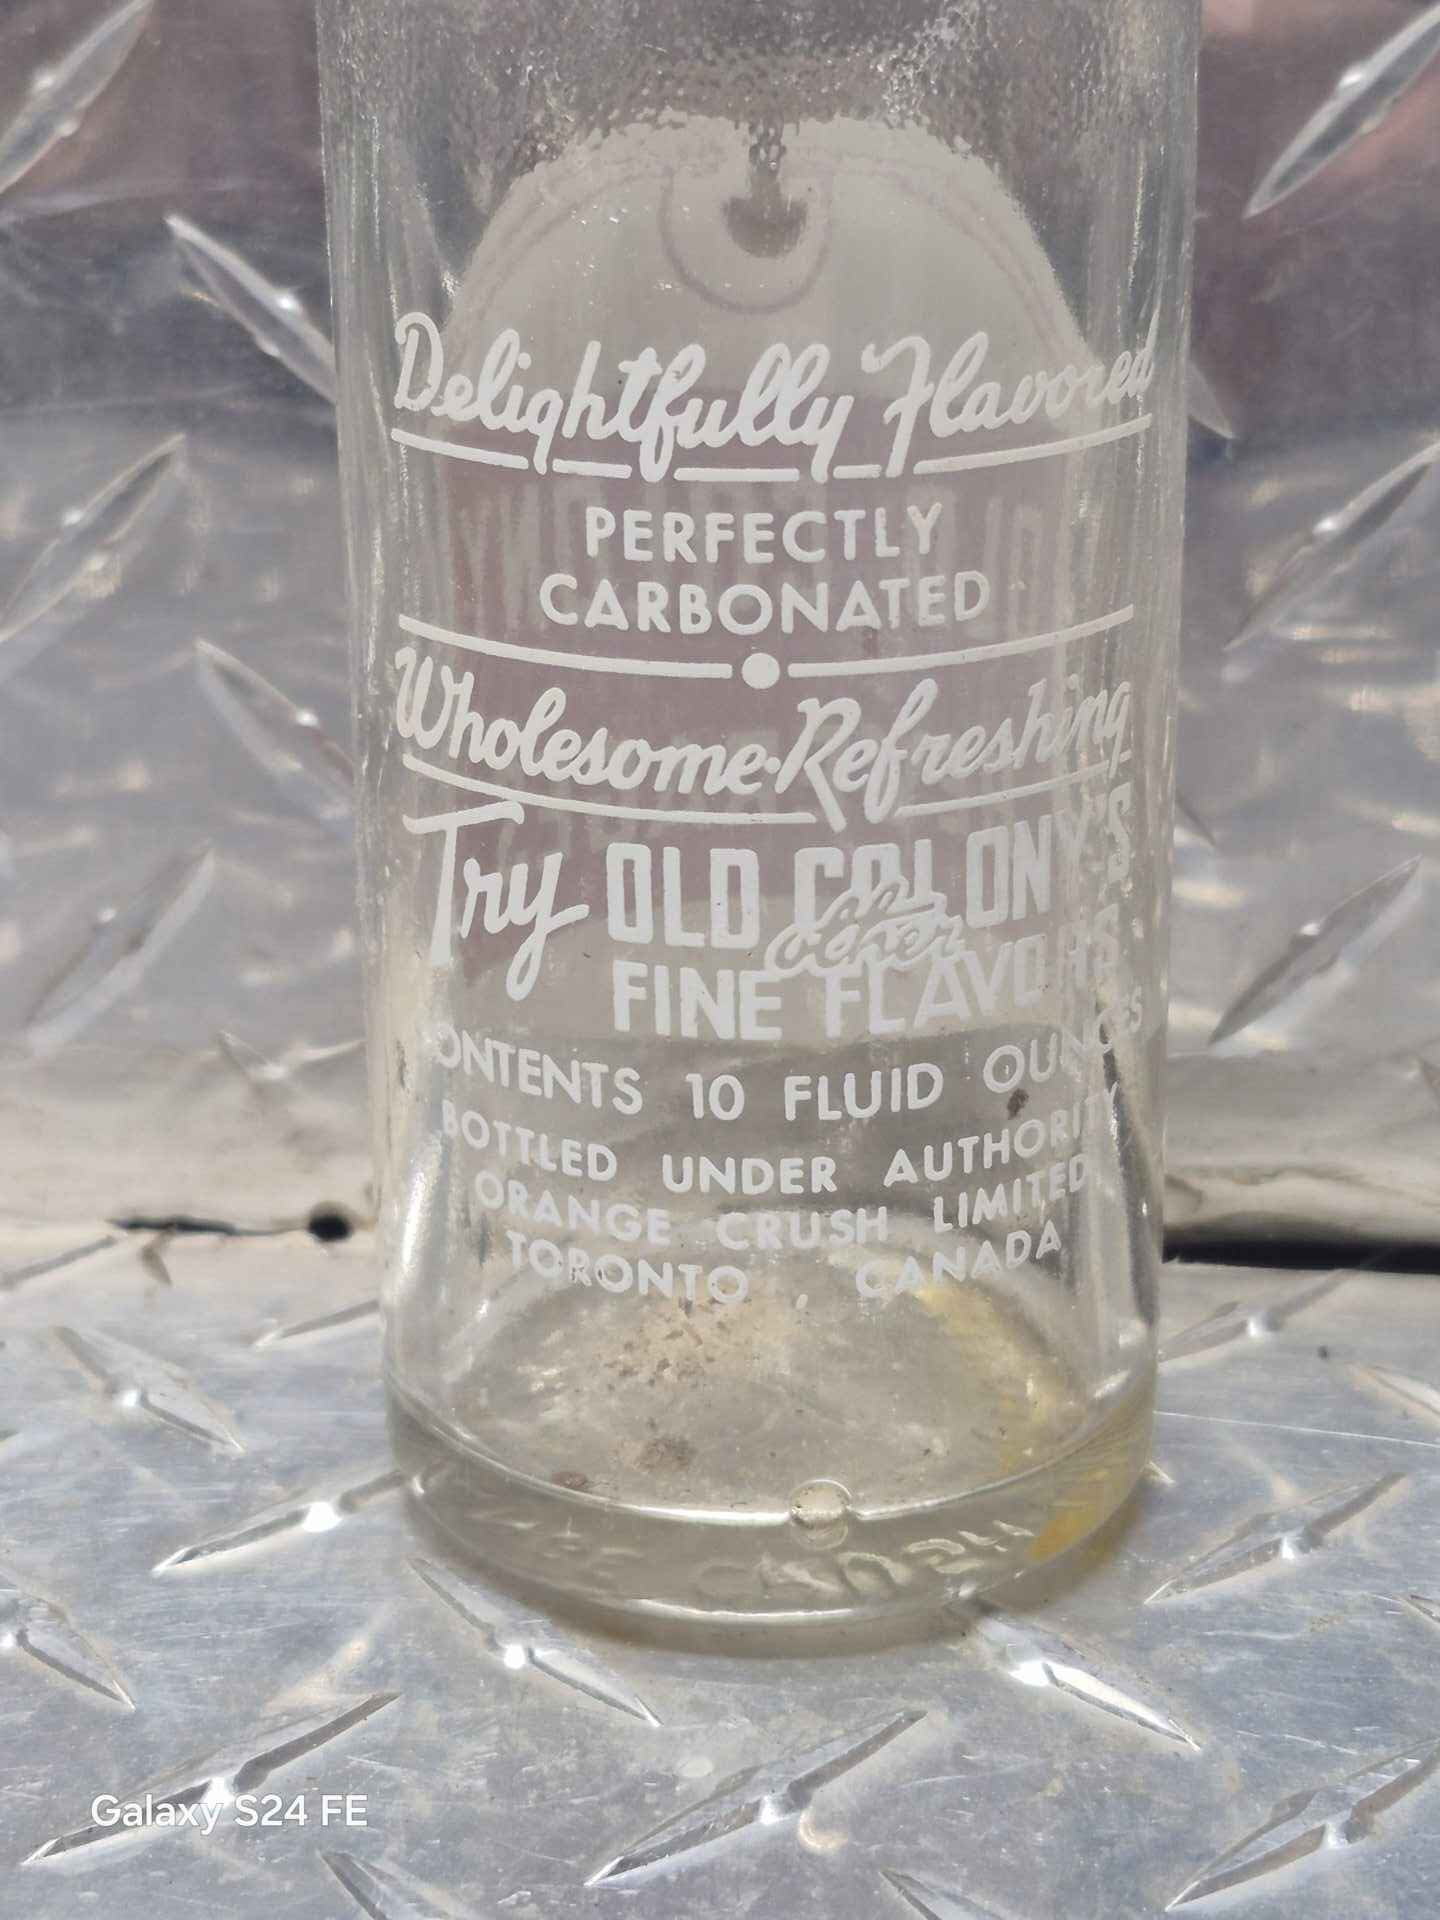 Delightfully Flavored
PERFECTLY
CARBONATED
Wholesome·Refreshing
Try OLD COLONY'S
other
FINE FLAVORS
CONTENTS 10 FLUID OUNCES
BOTTLED UNDER AUTHORITY
ORANGE CRUSH LIMITED
TORONTO, CANADA
Galaxy S24 FE